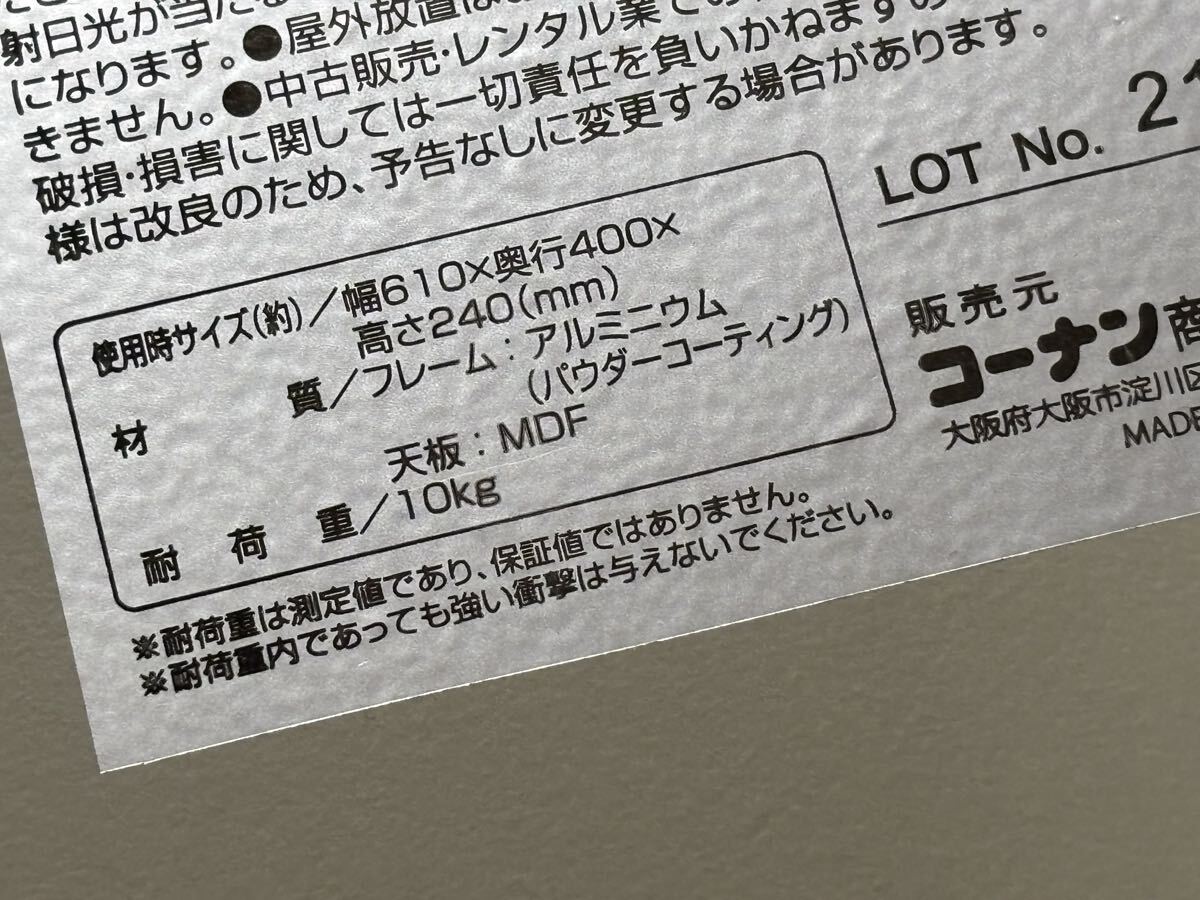 射日光が当たな
になります。●屋外放置は
きません。●中古販売・レンタル業で
破損・損害に関しては一切責任を負いかねますの
様は改良のため、予告なしに変更する場合があります。
使用時サイズ(約)/幅610×奥行400×
高さ240(mm)
材 質/フレーム:アルミニウム
(パウダーコーティング)
天板:MDF
耐荷重/10kg
※耐荷重は測定値であり、保証値ではありません。
※耐荷重内であっても強い衝撃は与えないでください。
LOT No. 21
販売元
コーナン商
大阪府大阪市淀川区
MADE